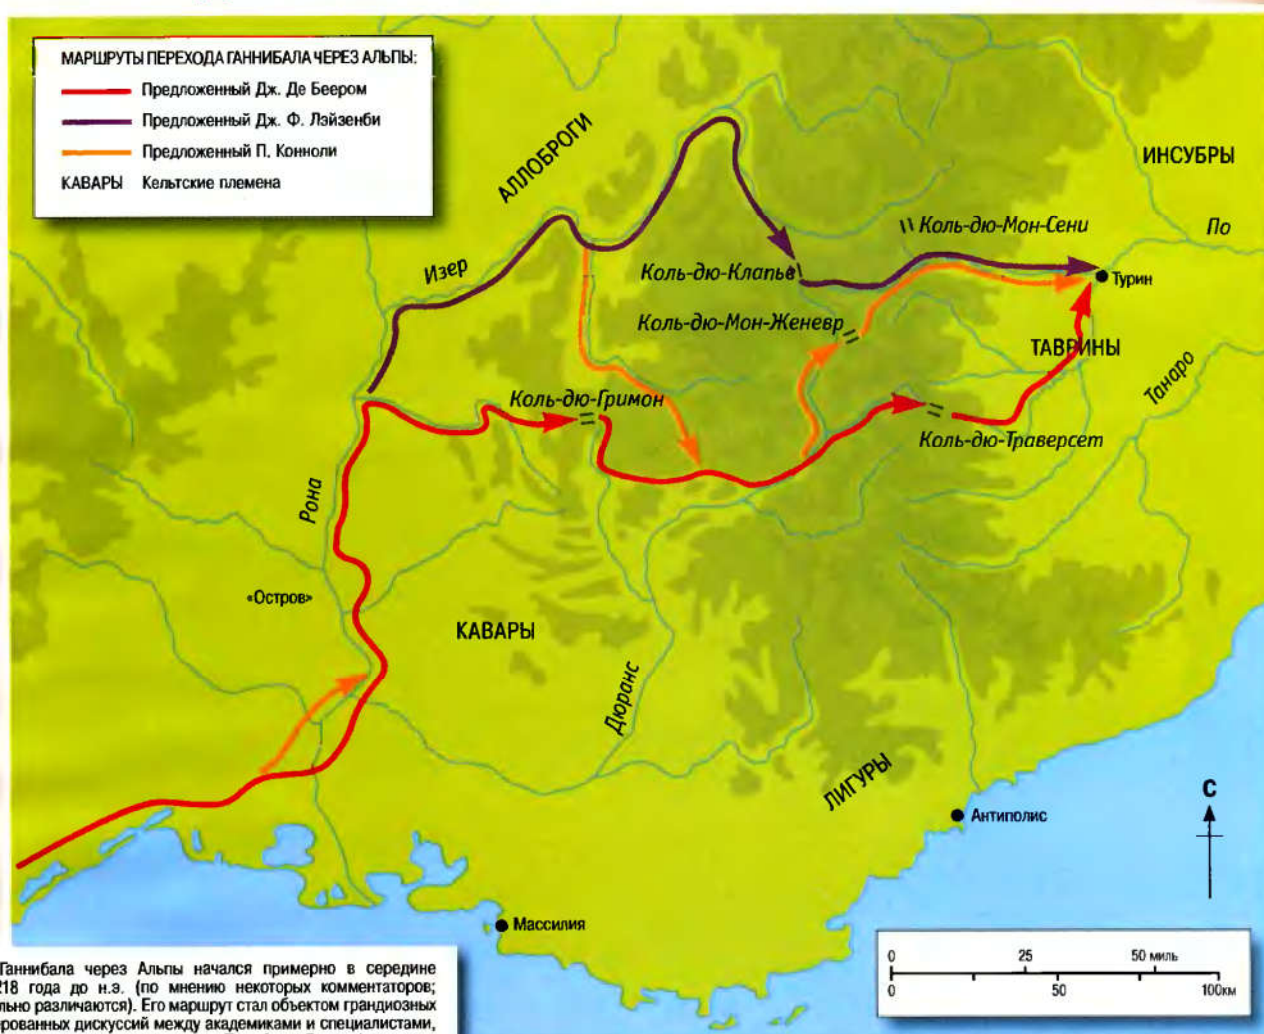 МАРШРУТЫ ПЕРЕХОДА ГАННИБАЛА ЧЕРЕЗ АЛЬПЫ:
Предложенный Дж. Де Беером
Предложенный Дж. Ф. Лэйзенби
Предложенный П. Конноли
КАВАРЫ Кельтские племена
АЛЛОБРОГИ
ИНСУБРЫ
Коль-дю-Мон-Сени
По
Изер
Коль-дю-Клапье
Турин
Коль-дю-Мон-Женевр
ТАВРИНЫ
Танаро
Коль-дю-Гримон
Коль-дю-Траверсет
Рона
«Остров»
КАВАРЫ
Дюранс
ЛИГУРЫ
С
Антиполис
Массилия
0 25 50 миль
0 50 100км
Ганнибала через Альпы начался примерно в середине
218 года до н.э. (по мнению некоторых комментаторов;
различаются). Его маршрут стал объектом грандиозных
дискуссий между академиками и специалистами,